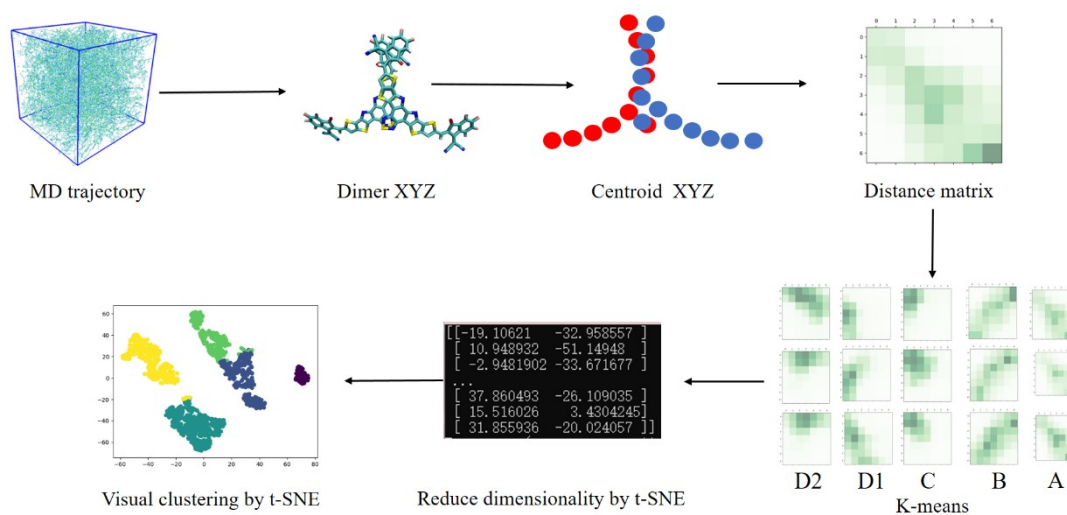 MD trajectory
Dimer XYZ
Centroid XYZ
0 1 2 3 4 5 6
0
1
2
3
4
5
6
Distance matrix
D2 D1 C B A
K-means
[[-19.10621 -32.958557 ]
[ 10.948932 -51.14948 ]
[ -2.9481902 -33.671677 ]
...
[ 37.860493 -26.109035 ]
[ 15.516026 3.4304245]
[ 31.855936 -20.024057 ]]
Reduce dimensionality by t-SNE
60
40
20
0
-20
-40
-60
-60 -40 -20 0 20 40 60 80
Visual clustering by t-SNE